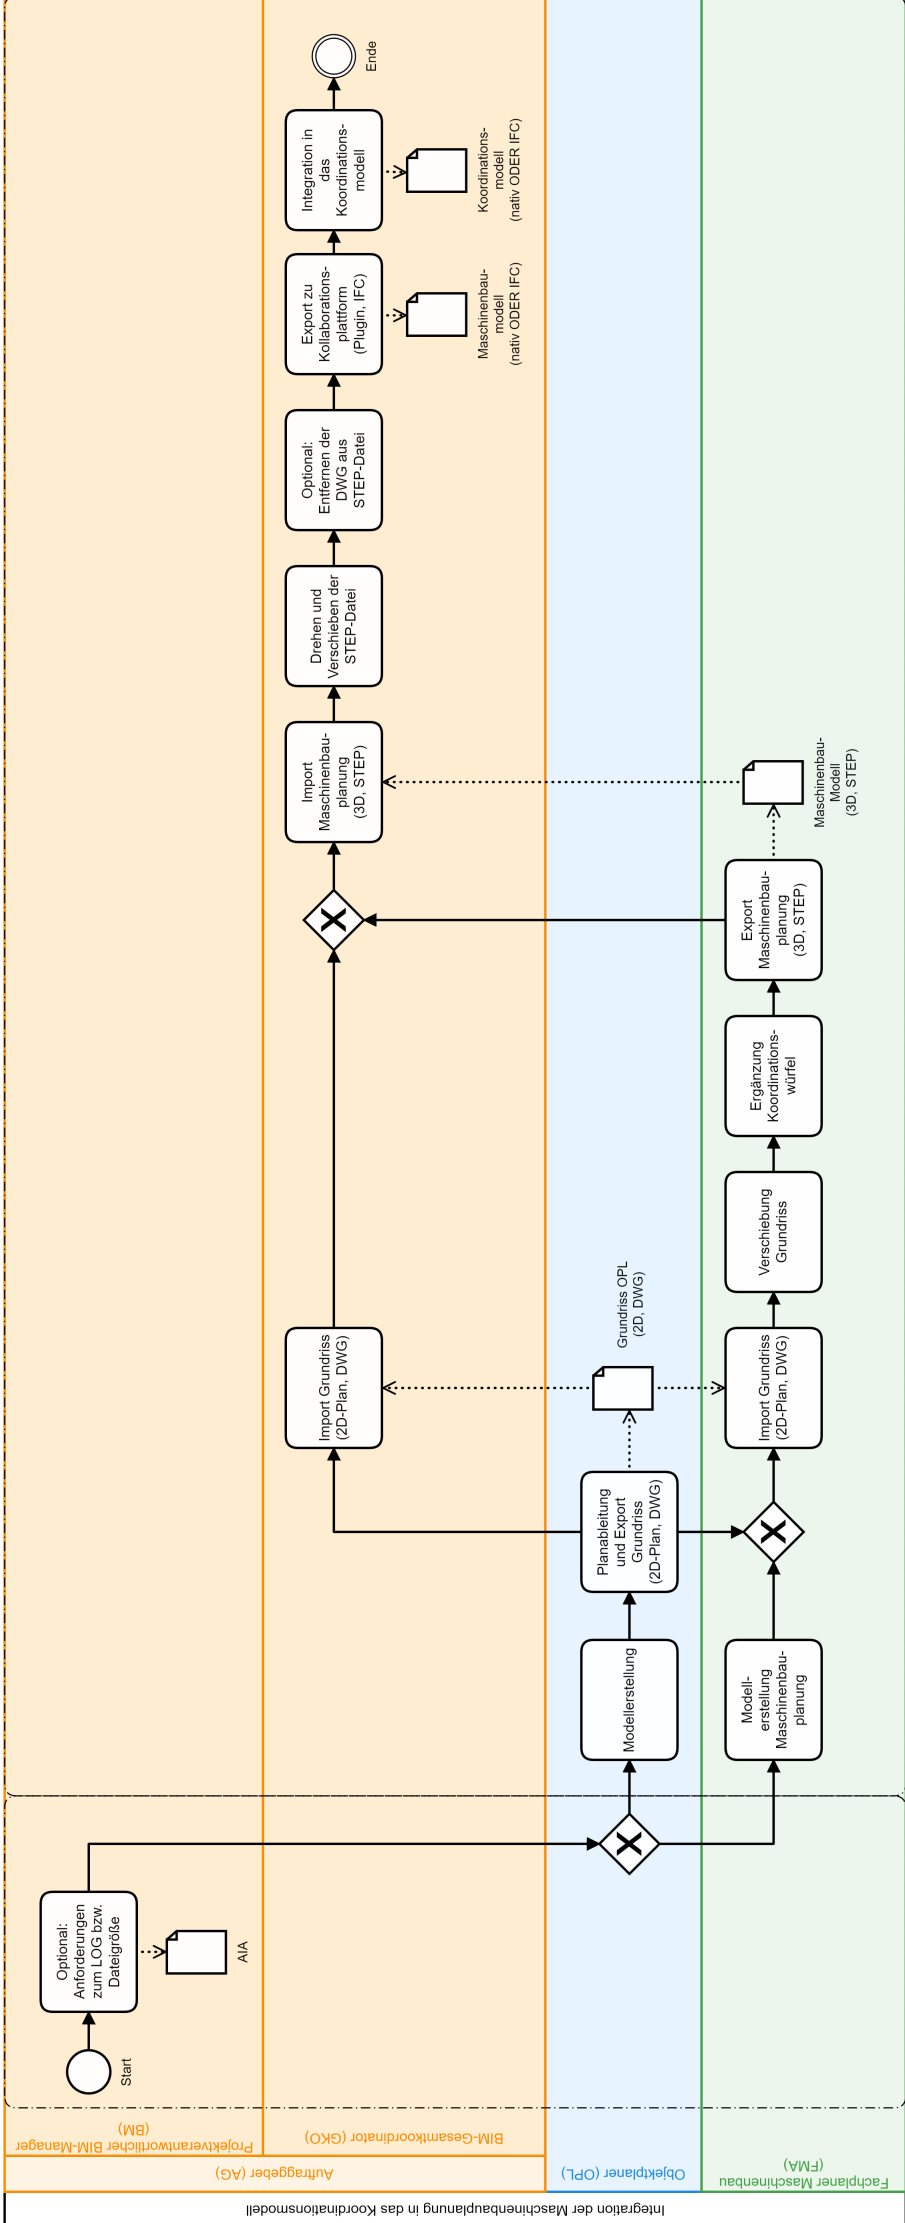 Integration der Maschinenbauplanung in das Koordinationsmodell
Auftraggeber (AG)
Projektverantwortlicher BIM-Manager
(BM)
BIM-Gesamtkoordinator (GKO)
Objektplaner (OPL)
Fachplaner Maschinenbau
(FMA)
Start
Optional:
Anforderungen
zum LOG bzw.
Dateigröße
AIA
Modellerstellung
Modell-
erstellung
Maschinenbau-
planung
Planableitung
und Export
Grundriss
(2D-Plan, DWG)
Grundriss OPL
(2D, DWG)
Import Grundriss
(2D-Plan, DWG)
Import Grundriss
(2D-Plan, DWG)
Verschiebung
Grundriss
Ergänzung
Koordinations-
würfel
Export
Maschinenbau-
planung
(3D, STEP)
Maschinenbau-
Modell
(3D, STEP)
Import
Maschinenbau-
planung
(3D, STEP)
Drehen und
Verschieben der
STEP-Datei
Optional:
Entfernen der
DWG aus
STEP-Datei
Export zu
Kollaborations-
plattform
(Plugin, IFC)
Maschinenbau-
modell
(nativ ODER IFC)
Integration in
das
Koordinations-
modell
Koordinations-
modell
(nativ ODER IFC)
Ende